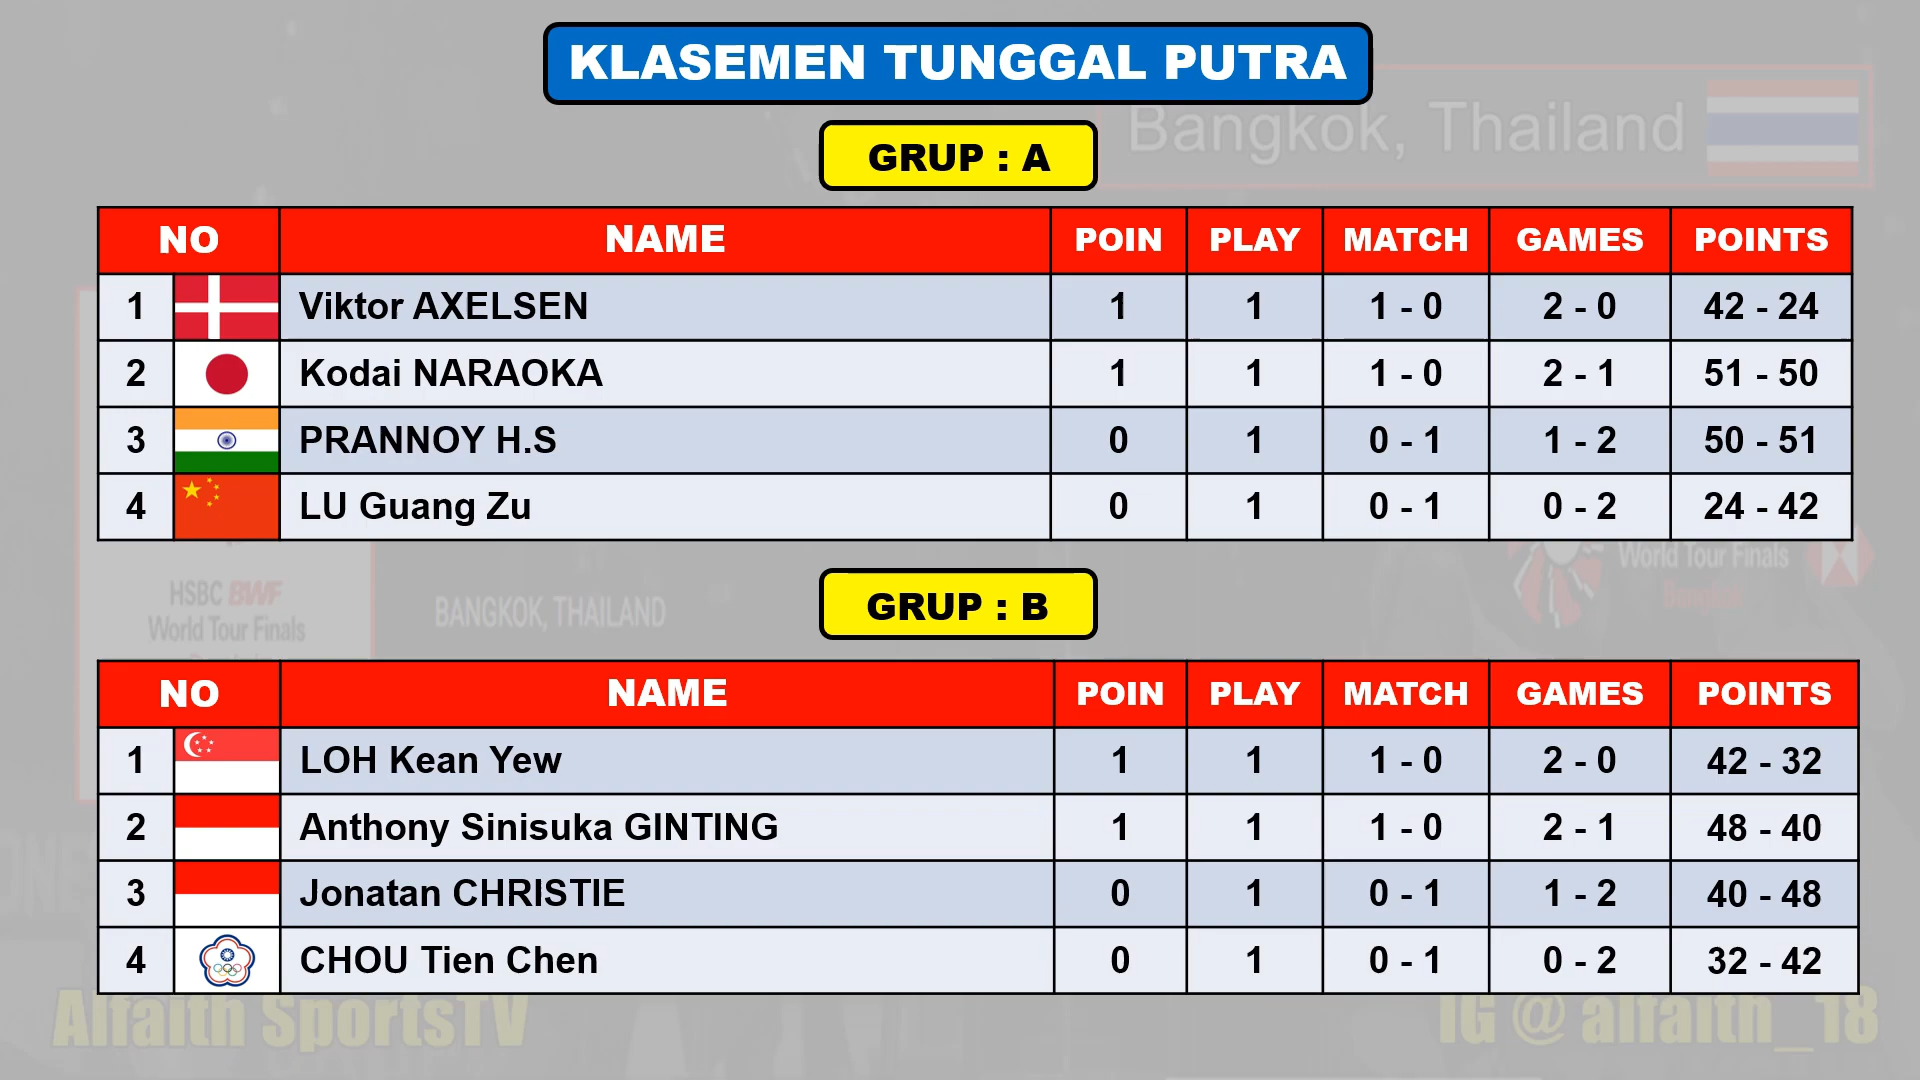 KLASEMEN TUNGGAL PUTRA
Bangkok, Thailand
GRUP : A
NO NAME POIN PLAY MATCH GAMES POINTS
1 Viktor AXELSEN 1 1 1 - 0 2 - 0 42 - 24
2 Kodai NARAOKA 1 1 1 - 0 2 - 1 51 - 50
3 PRANNOY H.S 0 1 0 - 1 1 - 2 50 - 51
4 LU Guang Zu 0 1 0 - 1 0 - 2 24 - 42
HSBC BWF
World Tour Finals
BANGKOK, THAILAND
World Tour Finals
GRUP : B
NO NAME POIN PLAY MATCH GAMES POINTS
1 LOH Kean Yew 1 1 1 - 0 2 - 0 42 - 32
2 Anthony Sinisuka GINTING 1 1 1 - 0 2 - 1 48 - 40
3 Jonatan CHRISTIE 0 1 0 - 1 1 - 2 40 - 48
4 CHOU Tien Chen 0 1 0 - 1 0 - 2 32 - 42
Alfaith SportsTV
IG @ alfaith_18